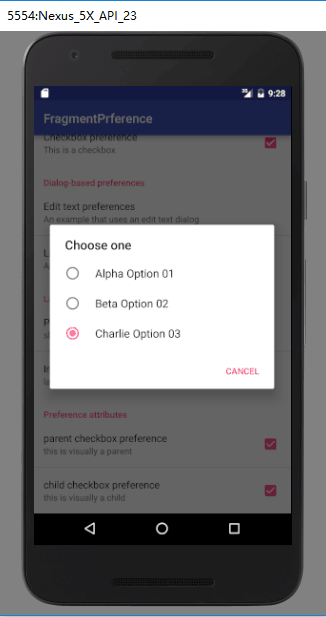 5554:Nexus_5X_API_23
9:28
FragmentPrference
Checkbox preference
This is a checkbox
Dialog-based preferences
Edit text preferences
An example that uses an edit text dialog
Choose one
Alpha Option 01
Beta Option 02
Charlie Option 03
CANCEL
Preference attributes
parent checkbox preference
this is visually a parent
child checkbox preference
this is visually a child